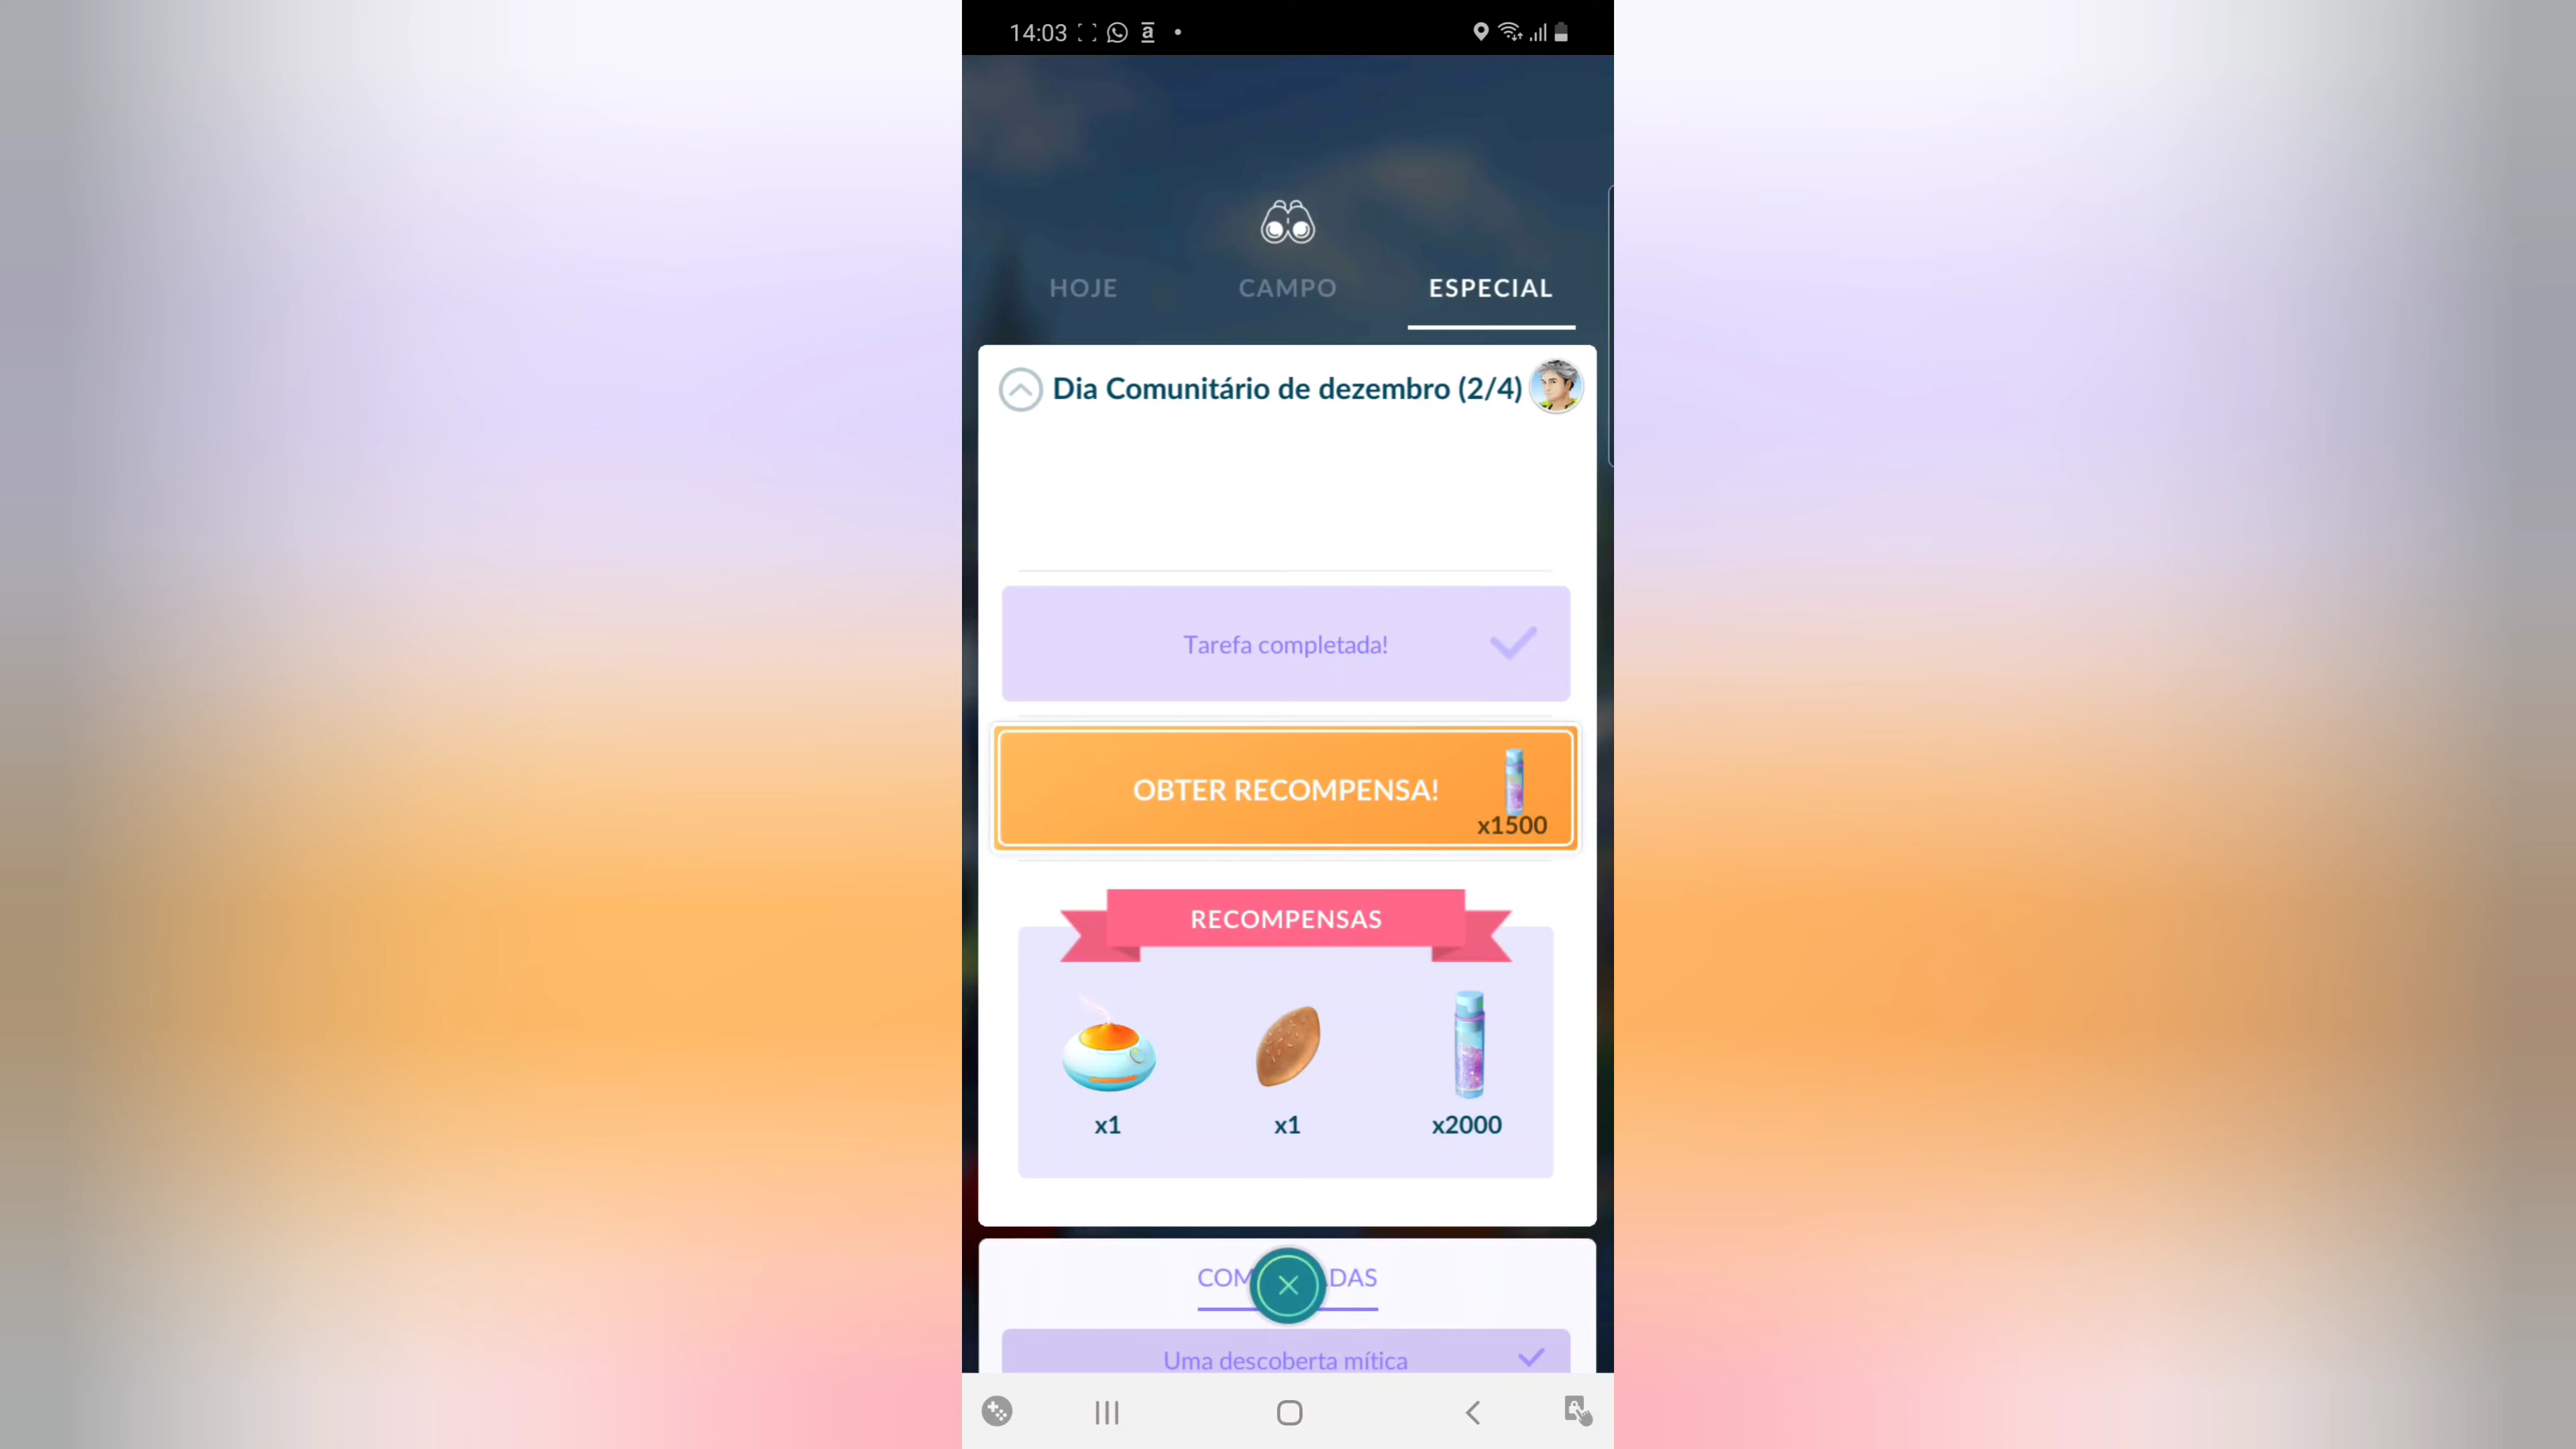 14:03
HOJE
CAMPO
ESPECIAL
Dia Comunitário de dezembro (2/4)
Tarefa completada!
OBTER RECOMPENSA!
x1500
RECOMPENSAS
x1
x1
x2000
COM DAS
Uma descoberta mítica